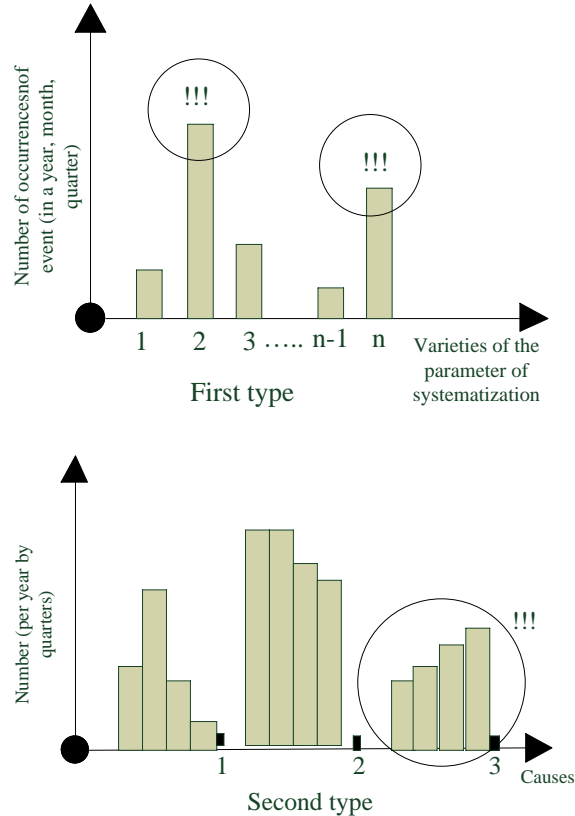 Number of occurrencesnof
event (in a year, month,
quarter)
!!!
!!!
1 2 3 ..... n-1 n
Varieties of the
parameter of
systematization
First type
Number (per year by
quarters)
!!!
1 2 3
Causes
Second type